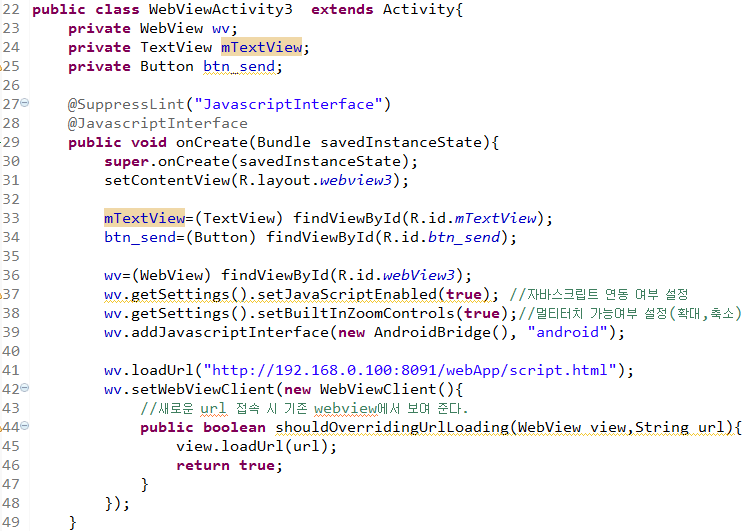 22 public class WebViewActivity3  extends Activity{
23     private WebView wv;
24     private TextView mTextView;
25     private Button btn_send;
26
27     @SuppressLint("JavascriptInterface")
28     @JavascriptInterface
29     public void onCreate(Bundle savedInstanceState){
30         super.onCreate(savedInstanceState);
31         setContentView(R.layout.webview3);
32
33         mTextView=(TextView) findViewById(R.id.mTextView);
34         btn_send=(Button) findViewById(R.id.btn_send);
35
36         wv=(WebView) findViewById(R.id.webView3);
37         wv.getSettings().setJavaScriptEnabled(true); //자바스크립트 연동 여부 설정
38         wv.getSettings().setBuiltInZoomControls(true);//멀티터치 가능여부 설정(확대,축소)
39         wv.addJavascriptInterface(new AndroidBridge(), "android");
40
41         wv.loadUrl("http://192.168.0.100:8091/webApp/script.html");
42         wv.setWebViewClient(new WebViewClient(){
43             //새로운 url 접속 시 기존 webview에서 보여 준다.
44             public boolean shouldOverridingUrlLoading(WebView view,String url){
45                 view.loadUrl(url);
46                 return true;
47             }
48         });
49     }